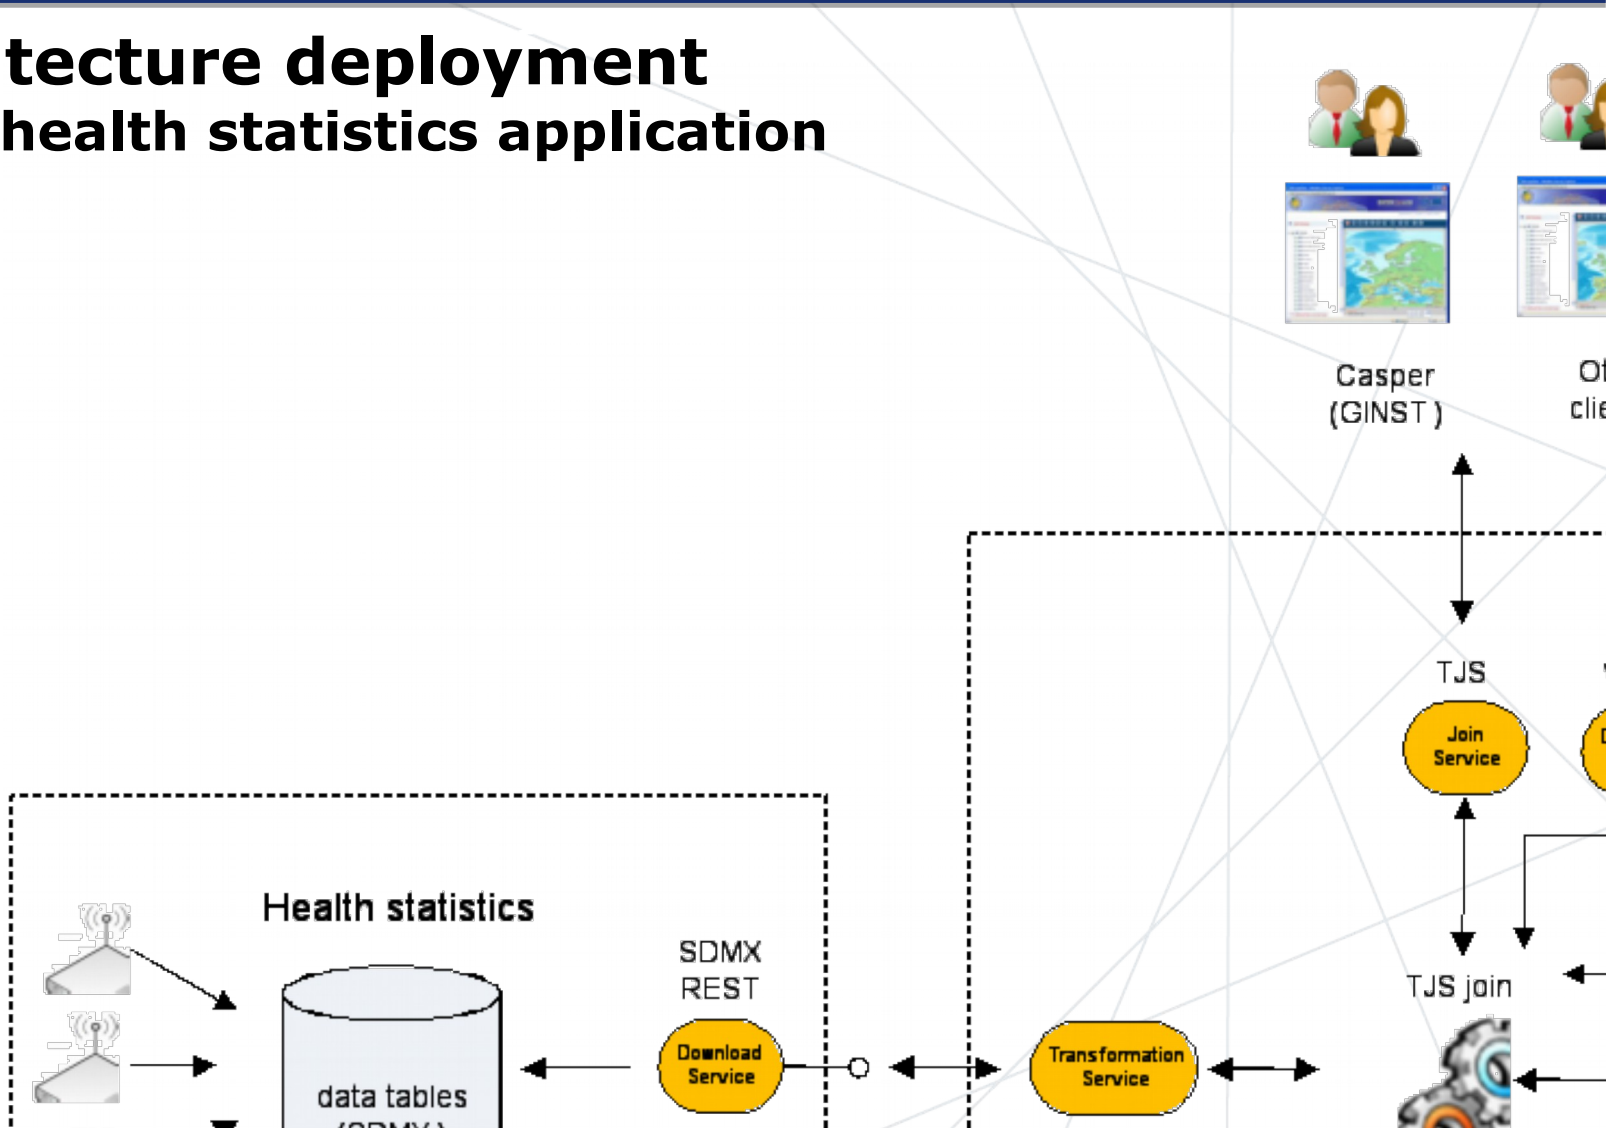 tecture deployment
health statistics application
Casper
(GINST )
TJS
Join
Service
Health statistics
SDMX
REST
TJS join
Download
Service
Transformation
Service
data tables
(SDMX )